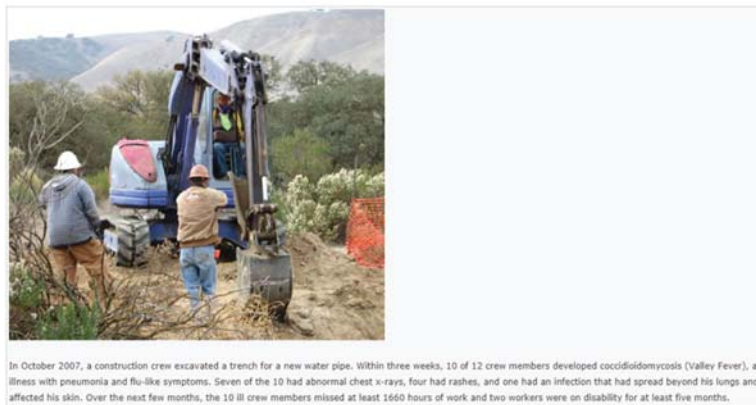 In October 2007, a construction crew excavated a trench for a new water pipe. Within three weeks, 10 of 12 crew members developed coccidioidomycosis (Valley Fever), a
illness with pneumonia and flu-like symptoms. Seven of the 10 had abnormal chest x-rays, four had rashes, and one had an infection that had spread beyond his lungs and
affected his skin. Over the next few months, the 10 ill crew members missed at least 1660 hours of work and two workers were on disability for at least five months.